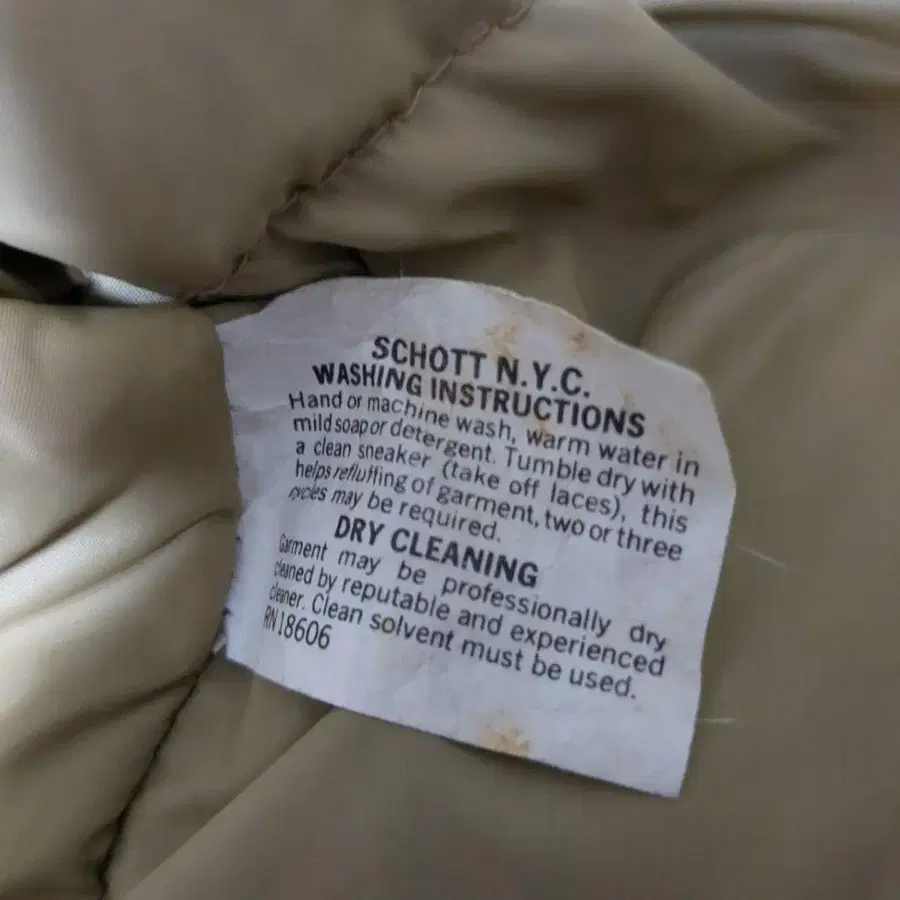 SCHOTT N.Y.C.
WASHING INSTRUCTIONS
Hand or machine wash, warm water in
mild soap or detergent. Tumble dry with
a clean sneaker (take off laces), this
helps refluffing of garment, two or three
cycles may be required.
DRY CLEANING
Garment may be professionally dry
cleaned by reputable and experienced
cleaner. Clean solvent must be used.
RN18606